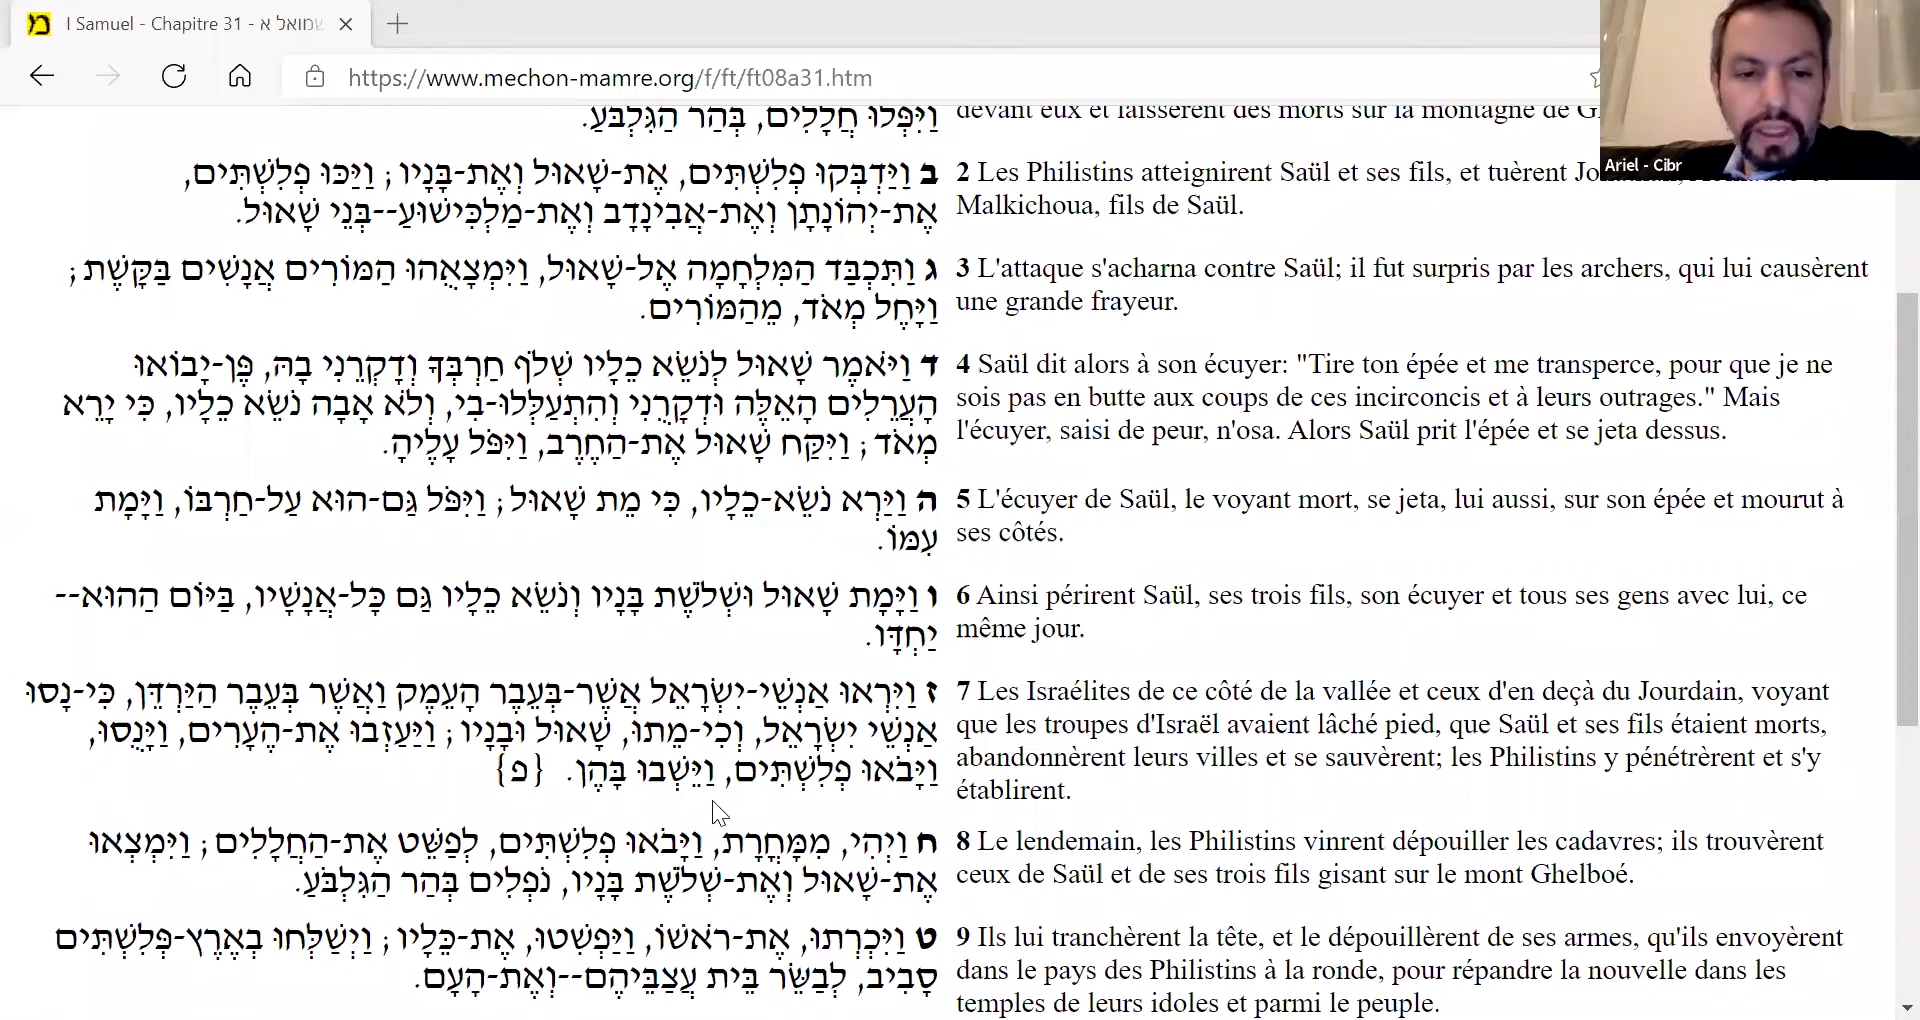 I Samuel - Chapitre 31 - שמואל א
https://www.mechon-mamre.org/f/ft/ft08a31.htm
Ariel - Cibr
וַיִּפְּלוּ חֲלָלִים, בְּהַר הַגִּלְבֹּעַ.
devant eux et laissèrent des morts sur la montagne de
ב וַיַּדְבְּקוּ פְלִשְׁתִּים, אֶת-שָׁאוּל וְאֶת-בָּנָיו; וַיַּכּוּ פְלִשְׁתִּים,
אֶת-יְהוֹנָתָן וְאֶת-אֲבִינָדָב וְאֶת-מַלְכִּישׁוּעַ--בְּנֵי שָׁאוּל.
2 Les Philistins atteignirent Saül et ses fils, et tuèrent
Malkichoua, fils de Saül.
ג וַתִּכְבַּד הַמִּלְחָמָה אֶל-שָׁאוּל, וַיִּמְצָאֻהוּ הַמּוֹרִים אֲנָשִׁים בַּקָּשֶׁת;
וַיָּחֶל מְאֹד, מֵהַמּוֹרִים.
3 L'attaque s'acharna contre Saül; il fut surpris par les archers, qui lui causèrent
une grande frayeur.
ד וַיֹּאמֶר שָׁאוּל לְנֹשֵׂא כֵלָיו שְׁלֹף חַרְבְּךָ וְדָקְרֵנִי בָהּ, פֶּן-יָבוֹאוּ
הָעֲרֵלִים הָאֵלֶּה וּדְקָרֻנִי וְהִתְעַלְּלוּ-בִי, וְלֹא אָבָה נֹשֵׂא כֵלָיו, כִּי יָרֵא
מְאֹד; וַיִּקַּח שָׁאוּל אֶת-הַחֶרֶב, וַיִּפֹּל עָלֶיהָ.
4 Saül dit alors à son écuyer: "Tire ton épée et me transperce, pour que je ne
sois pas en butte aux coups de ces incirconcis et à leurs outrages." Mais
l'écuyer, saisi de peur, n'osa. Alors Saül prit l'épée et se jeta dessus.
ה וַיַּרְא נֹשֵׂא-כֵלָיו, כִּי מֵת שָׁאוּל; וַיִּפֹּל גַּם-הוּא עַל-חַרְבּוֹ, וַיָּמָת
עִמּוֹ.
5 L'écuyer de Saül, le voyant mort, se jeta, lui aussi, sur son épée et mourut à
ses côtés.
ו וַיָּמָת שָׁאוּל וּשְׁלֹשֶׁת בָּנָיו וְנֹשֵׂא כֵלָיו גַּם כָּל-אֲנָשָׁיו, בַּיּוֹם הַהוּא--
יַחְדָּו.
6 Ainsi périrent Saül, ses trois fils, son écuyer et tous ses gens avec lui, ce
même jour.
ז וַיִּרְאוּ אַנְשֵׁי-יִשְׂרָאֵל אֲשֶׁר-בְּעֵבֶר הָעֵמֶק וַאֲשֶׁר בְּעֵבֶר הַיַּרְדֵּן, כִּי-נָסוּ
אַנְשֵׁי יִשְׂרָאֵל, וְכִי-מֵתוּ, שָׁאוּל וּבָנָיו; וַיַּעַזְבוּ אֶת-הֶעָרִים, וַיָּנֻסוּ,
וַיָּבֹאוּ פְלִשְׁתִּים, וַיֵּשְׁבוּ בָּהֶן. {פ}
7 Les Israélites de ce côté de la vallée et ceux d'en deçà du Jourdain, voyant
que les troupes d'Israël avaient lâché pied, que Saül et ses fils étaient morts,
abandonnèrent leurs villes et se sauvèrent; les Philistins y pénétrèrent et s'y
établirent.
ח וַיְהִי, מִמָּחֳרָת, וַיָּבֹאוּ פְלִשְׁתִּים, לְפַשֵּׁט אֶת-הַחֲלָלִים; וַיִּמְצְאוּ
אֶת-שָׁאוּל וְאֶת-שְׁלֹשֶׁת בָּנָיו, נֹפְלִים בְּהַר הַגִּלְבֹּעַ.
8 Le lendemain, les Philistins vinrent dépouiller les cadavres; ils trouvèrent
ceux de Saül et de ses trois fils gisant sur le mont Ghelboé.
ט וַיִּכְרְתוּ, אֶת-רֹאשׁוֹ, וַיַּפְשִׁטוּ, אֶת-כֵּלָיו; וַיְשַׁלְּחוּ בְאֶרֶץ-פְּלִשְׁתִּים
סָבִיב, לְבַשֵּׂר בֵּית עֲצַבֵּיהֶם--וְאֶת-הָעָם.
9 Ils lui tranchèrent la tête, et le dépouillèrent de ses armes, qu'ils envoyèrent
dans le pays des Philistins à la ronde, pour répandre la nouvelle dans les
temples de leurs idoles et parmi le peuple.